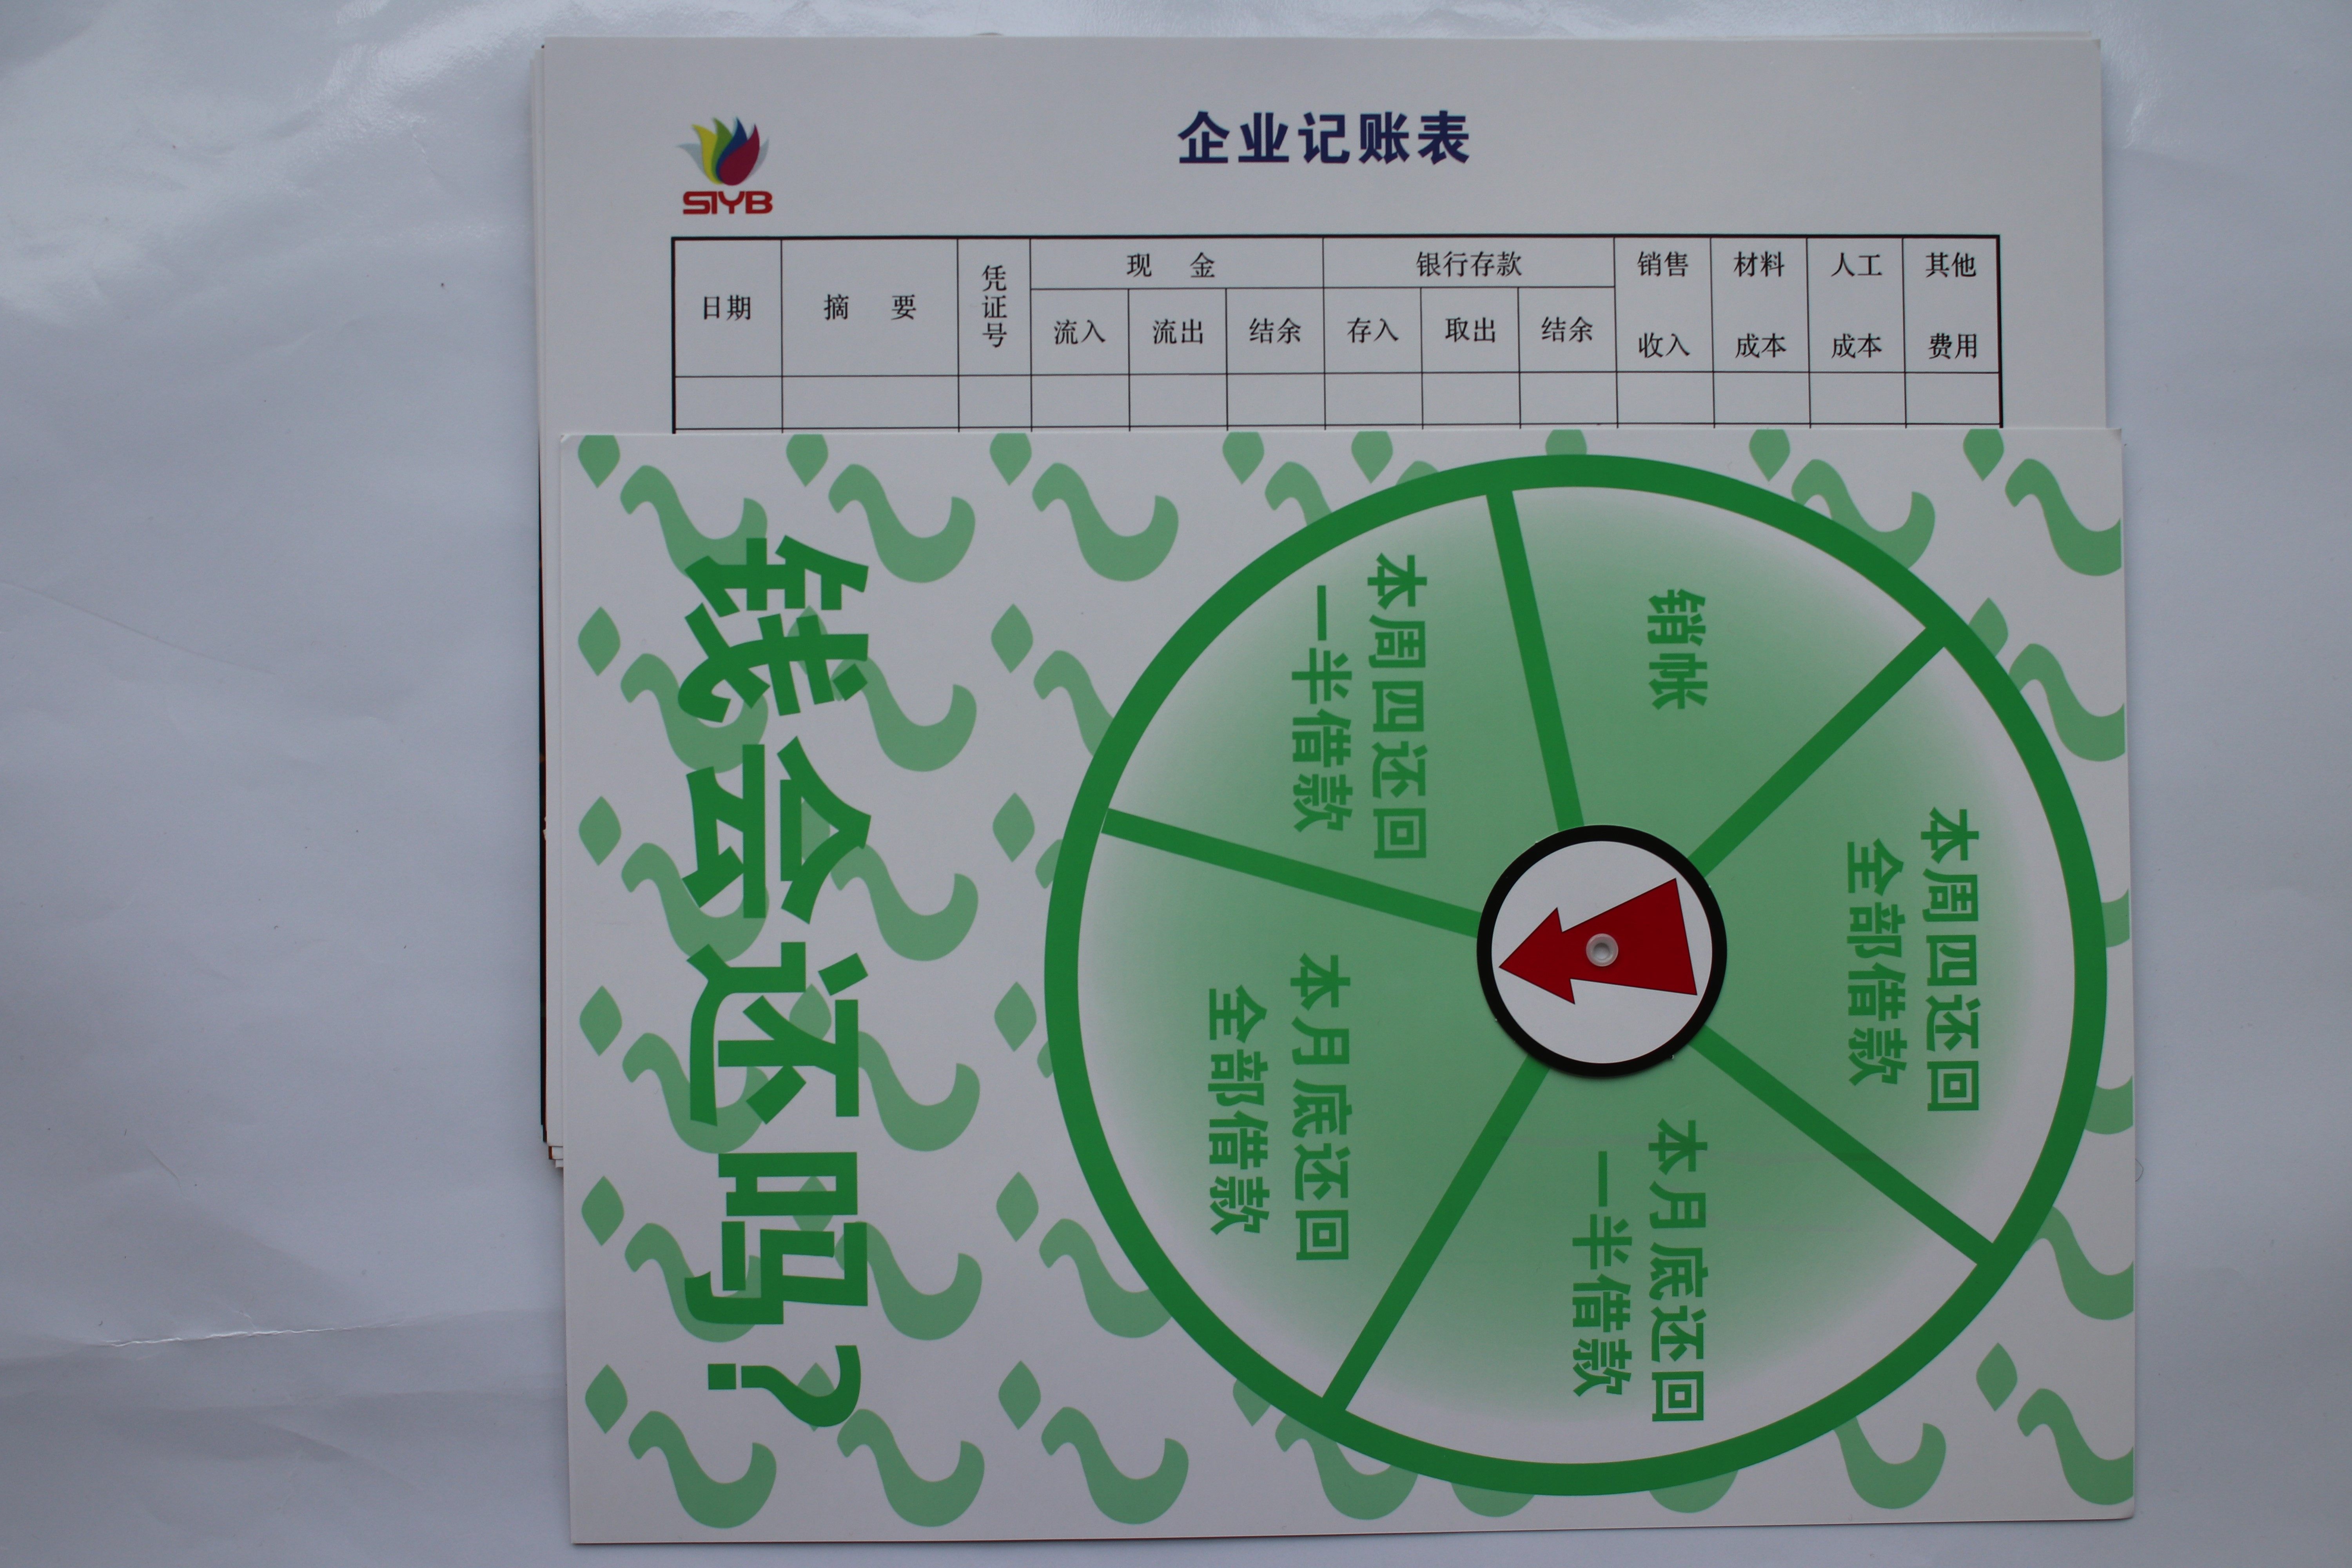 企业记账表
SIYB
日期 摘要 凭证号 现金 银行存款 销售收入 材料成本 人工成本 其他费用
流入 流出 结余 存入 取出 结余
钱会还吗?
本周四还回
一半借款
销帐
本周四还回
全部借款
本月底还回
一半借款
本月底还回
全部借款